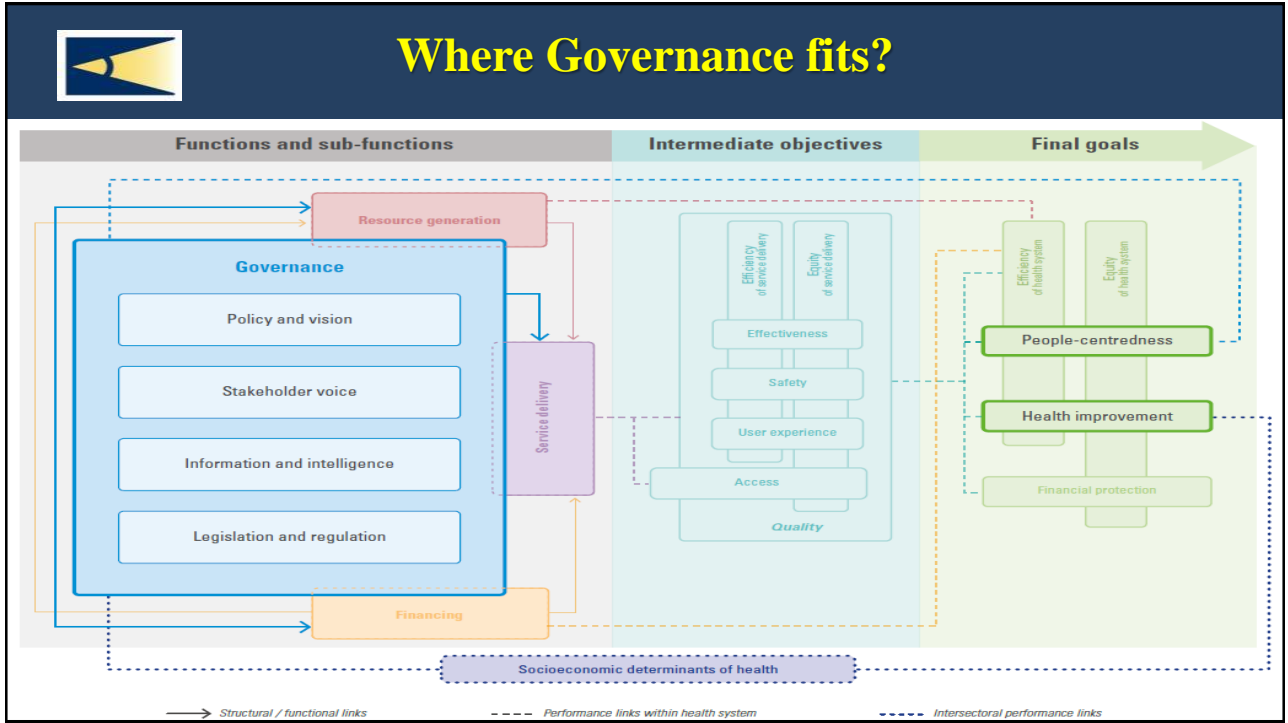 Where Governance fits?
Functions and sub-functions
Intermediate objectives
Final goals
Resource generation
Governance
Policy and vision
Stakeholder voice
Information and intelligence
Legislation and regulation
Service delivery
Financing
Efficiency
of service delivery
Equity
of service delivery
Effectiveness
Safety
User experience
Access
Quality
Efficiency
of health system
Equity
of health system
People-centredness
Health improvement
Financial protection
Socioeconomic determinants of health
Structural / functional links
Performance links within health system
Intersectoral performance links